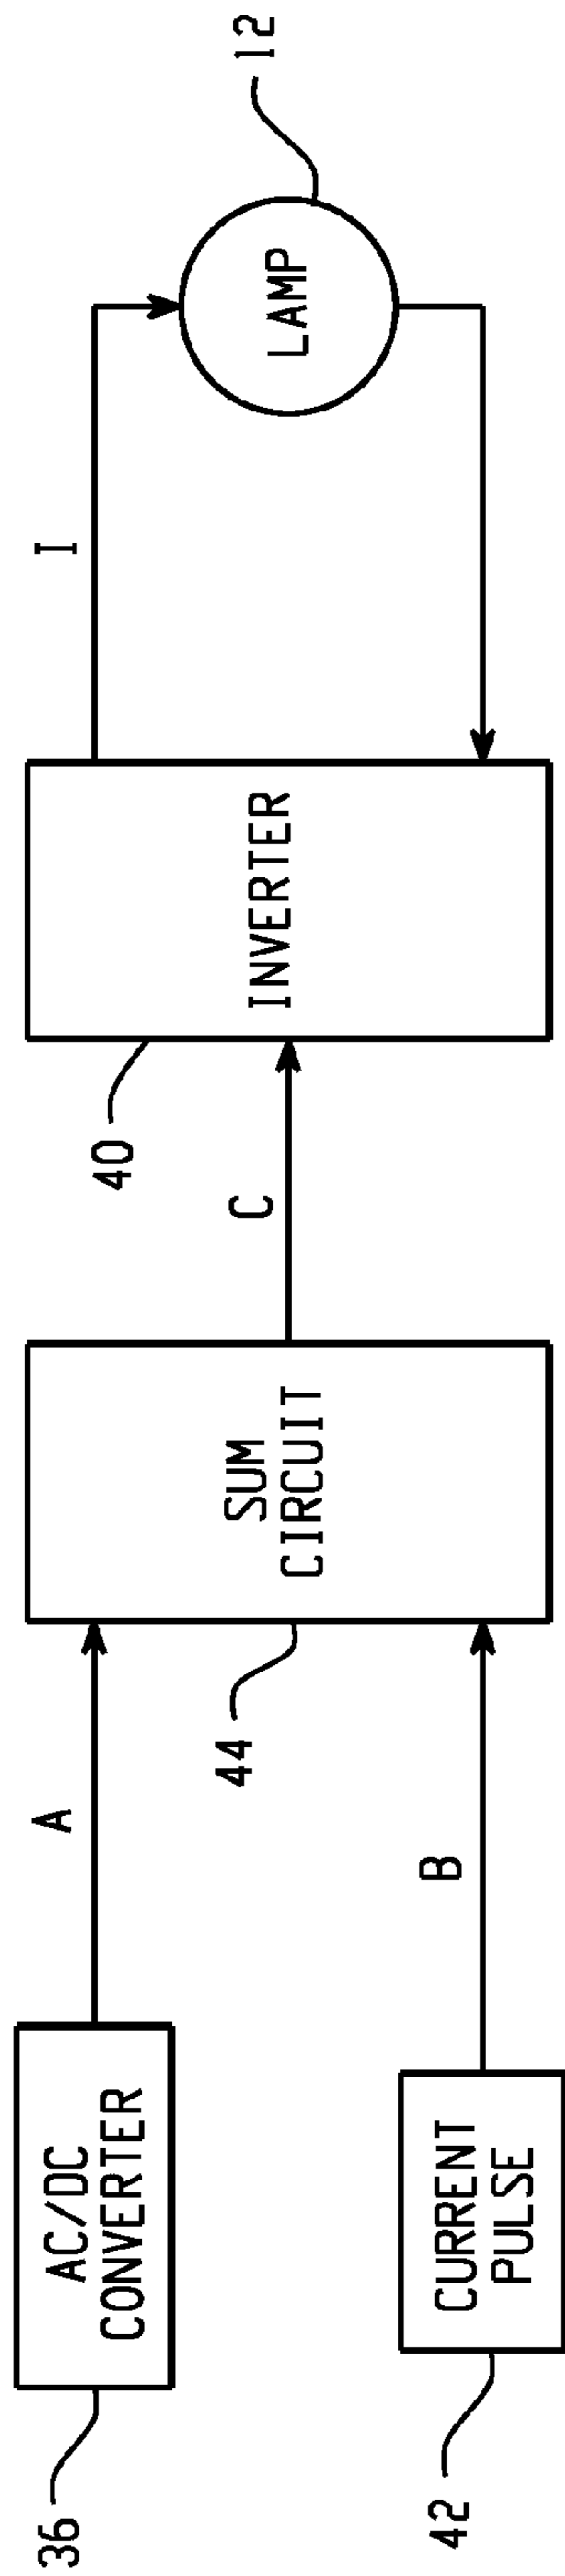 36
AC/DC
CONVERTER
A
42
CURRENT
PULSE
B
44
SUM
CIRCUIT
C
40
INVERTER
I
LAMP
12